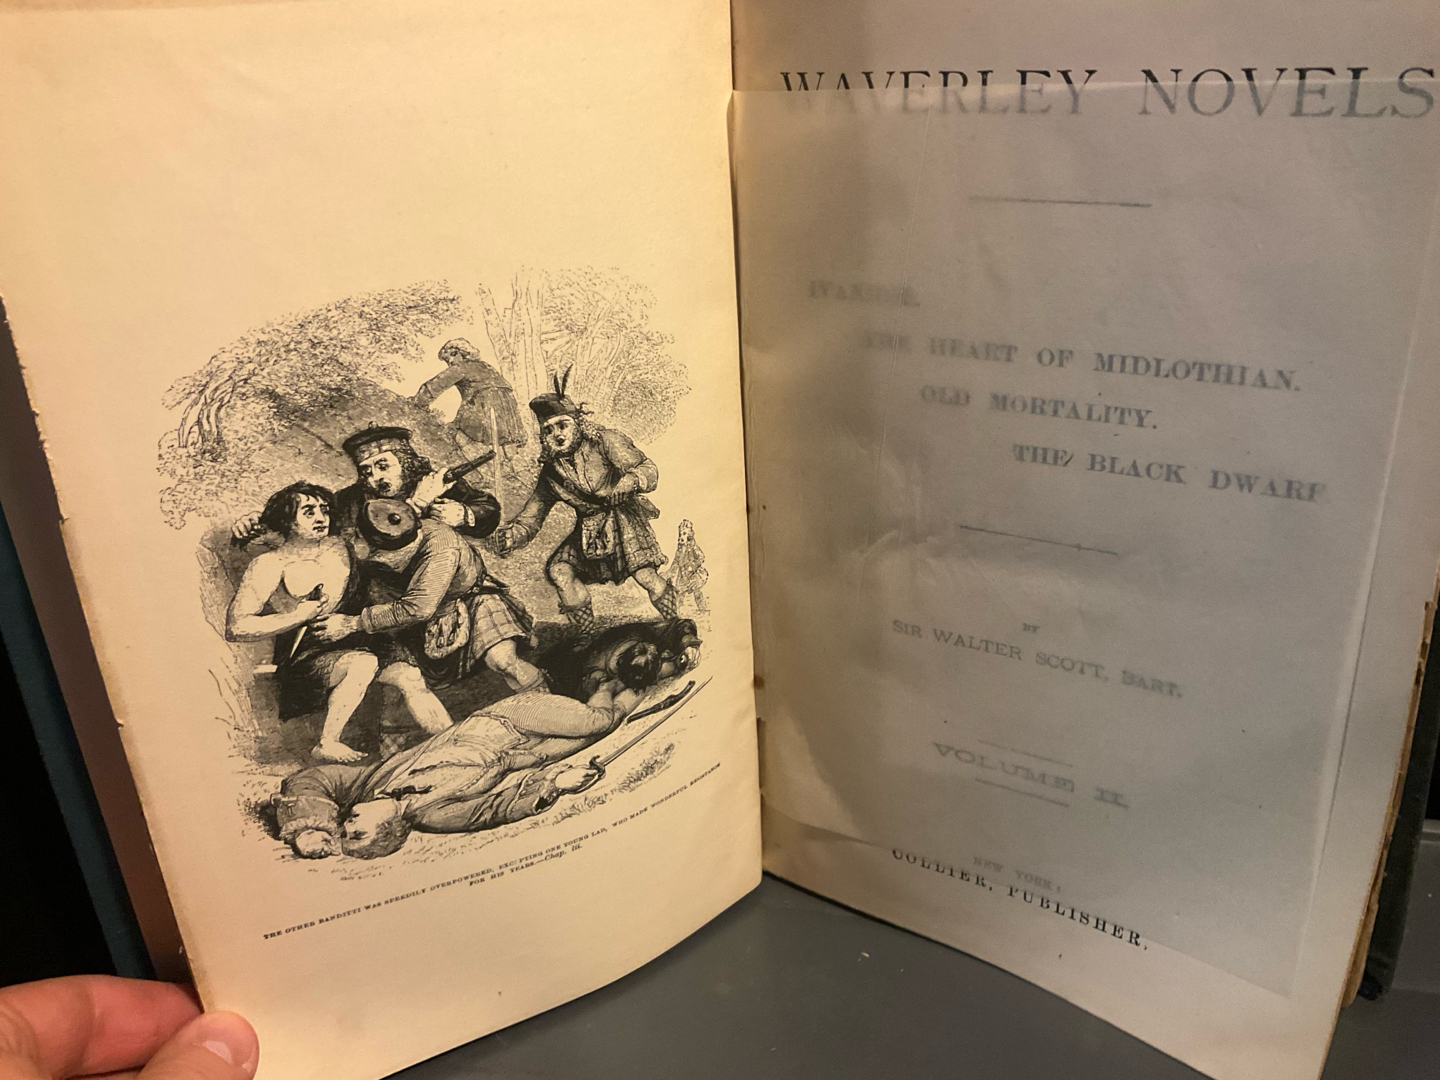 THE OTHER BANDITTI WAS SPEEDILY OVERPOWERED, EXCEPTING ONE YOUNG LAD, WHO MADE WONDERFUL RESISTANCE
FOR HIS YEARS.—Chap. iii.
WAVERLEY NOVELS
IVANHOE.
THE HEART OF MIDLOTHIAN.
OLD MORTALITY.
THE BLACK DWARF
BY
SIR WALTER SCOTT, BART.
VOLUME II.
NEW YORK:
COLLIER, PUBLISHER.